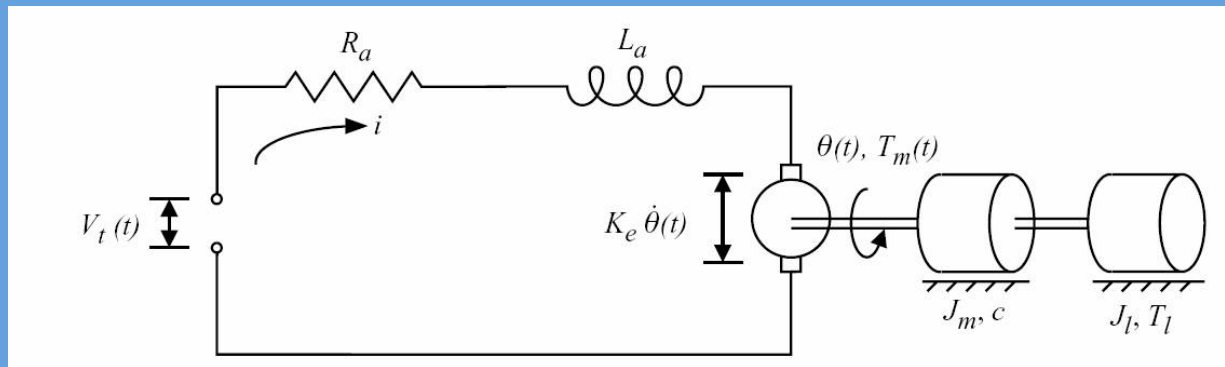 R_a
L_a
i
θ(t), T_m(t)
V_t (t)
K_e θ̇(t)
J_m, c
J_l, T_l